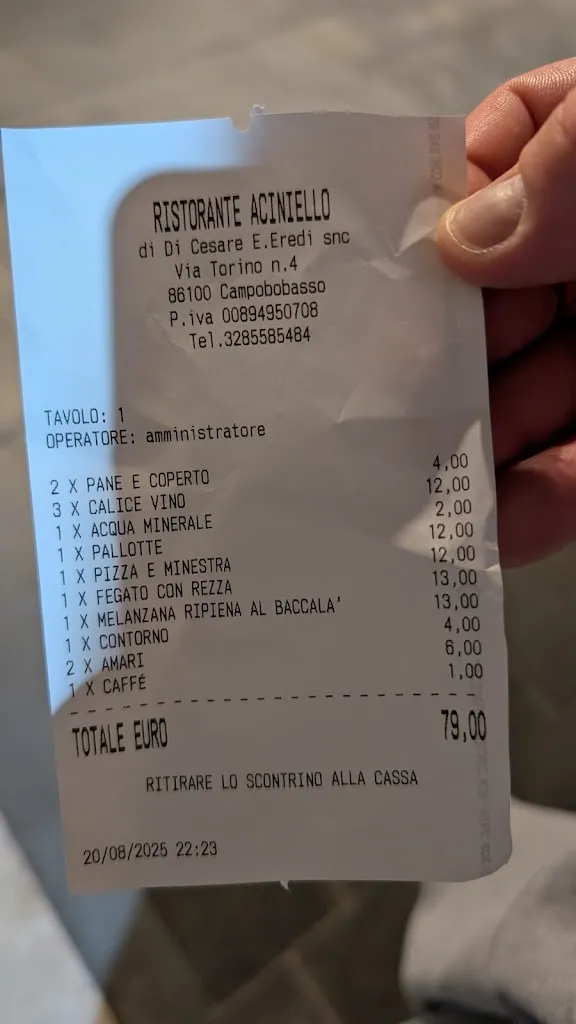 RISTORANTE ACINIELLO
di Di Cesare E.Eredi snc
Via Torino n.4
86100 Campobobasso
P.iva 00894950708
Tel.3285585484
TAVOLO: 1
OPERATORE: amministratore
2 X PANE E COPERTO 4,00
3 X CALICE VINO 12,00
1 X ACQUA MINERALE 2,00
1 X PALLOTTE 12,00
1 X PIZZA E MINESTRA 12,00
1 X FEGATO CON REZZA 13,00
1 X MELANZANA RIPIENA AL BACCALA' 13,00
1 X CONTORNO 4,00
2 X AMARI 6,00
1 X CAFFÉ 1,00
TOTALE EURO 79,00
RITIRARE LO SCONTRINO ALLA CASSA
20/08/2025 22:23